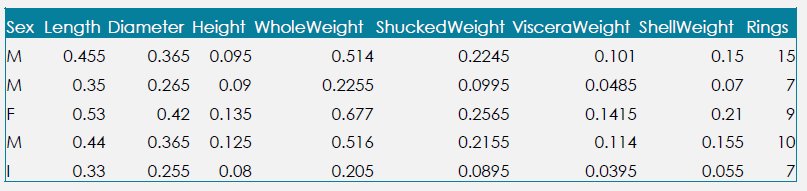 Sex Length Diameter Height WholeWeight ShuckedWeight VisceraWeight ShellWeight Rings
M 0.455 0.365 0.095 0.514 0.2245 0.101 0.15 15
M 0.35 0.265 0.09 0.2255 0.0995 0.0485 0.07 7
F 0.53 0.42 0.135 0.677 0.2565 0.1415 0.21 9
M 0.44 0.365 0.125 0.516 0.2155 0.114 0.155 10
I 0.33 0.255 0.08 0.205 0.0895 0.0395 0.055 7